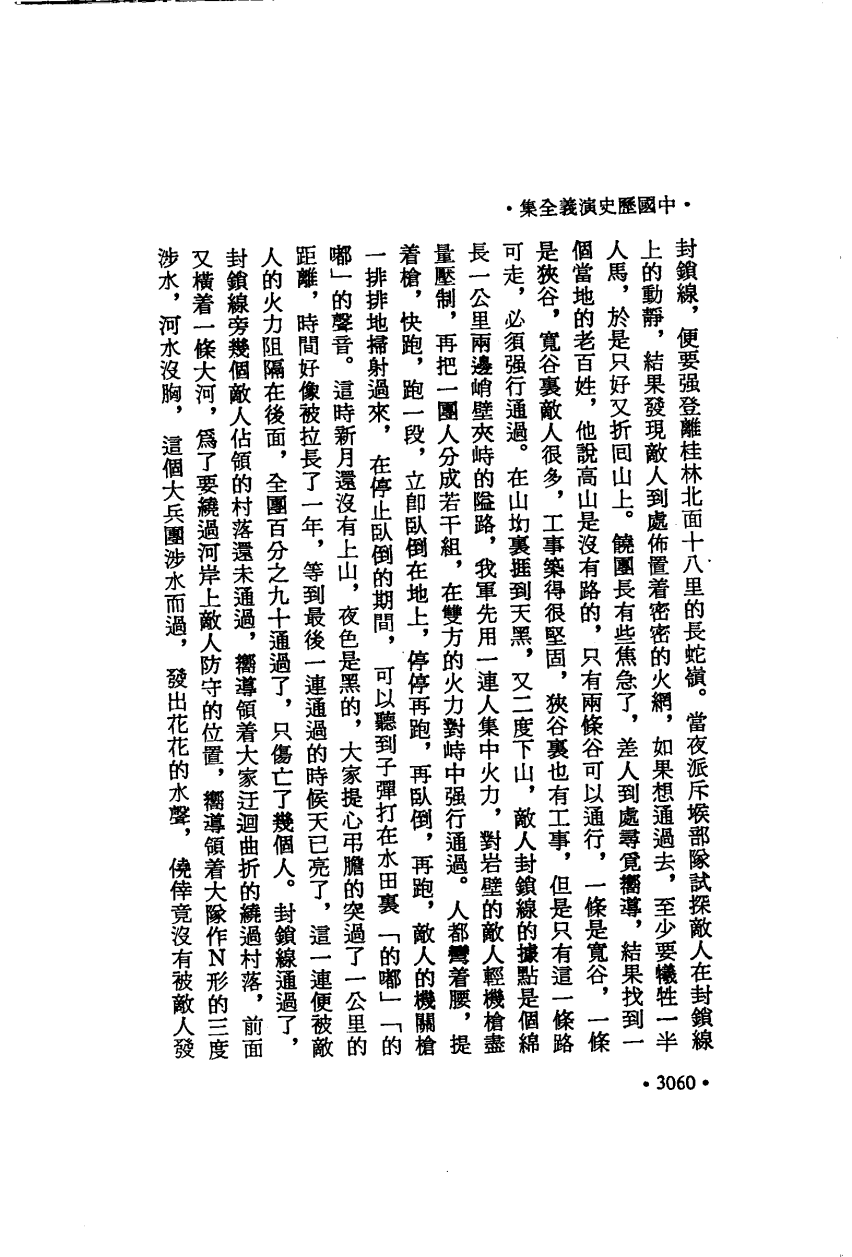 •中國歷史演義全集•
封鎖線，便要强登離桂林北面十八里的長蛇嶺。當夜派斥堠部隊試探敵人在封鎖線
上的動靜，結果發現敵人到處佈置着密密的火網，如果想通過去，至少要犧牲一半
人馬，於是只好又折回山上。饒團長有些焦急了，差人到處尋覓嚮導，結果找到一
個當地的老百姓，他說高山是沒有路的，只有兩條谷可以通行，一條是寬谷，一條
是狹谷，寬谷裏敵人很多，工事築得很堅固，狹谷裏也有工事，但是只有這一條路
可走，必須强行通過。在山坳裏捱到天黑，又二度下山，敵人封鎖線的據點是個綿
長一公里兩邊峭壁夾峙的隘路，我軍先用一連人集中火力，對岩壁的敵人輕機槍盡
量壓制，再把一團人分成若干組，在雙方的火力對峙中强行通過。人都彎着腰，提
着槍，快跑，跑一段，立卽臥倒在地上，停停再跑，再臥倒，再跑，敵人的機關槍
一排排地掃射過來，在停止臥倒的期間，可以聽到子彈打在水田裏「的嘟」「的
嘟」的聲音。這時新月還沒有上山，夜色是黑的，大家提心弔膽的突過了一公里的
距離，時間好像被拉長了一年，等到最後一連通過的時候天已亮了，這一連便被敵
人的火力阻隔在後面，全團百分之九十通過了，只傷亡了幾個人。封鎖線通過了，
封鎖線旁幾個敵人佔領的村落還未通過，嚮導領着大家迂迴曲折的繞過村落，前面
又橫着一條大河，爲了要繞過河岸上敵人防守的位置，嚮導領着大隊作N形的三度
涉水，河水沒胸，這個大兵團涉水而過，發出花花的水聲，僥倖竟沒有被敵人發
•3060•